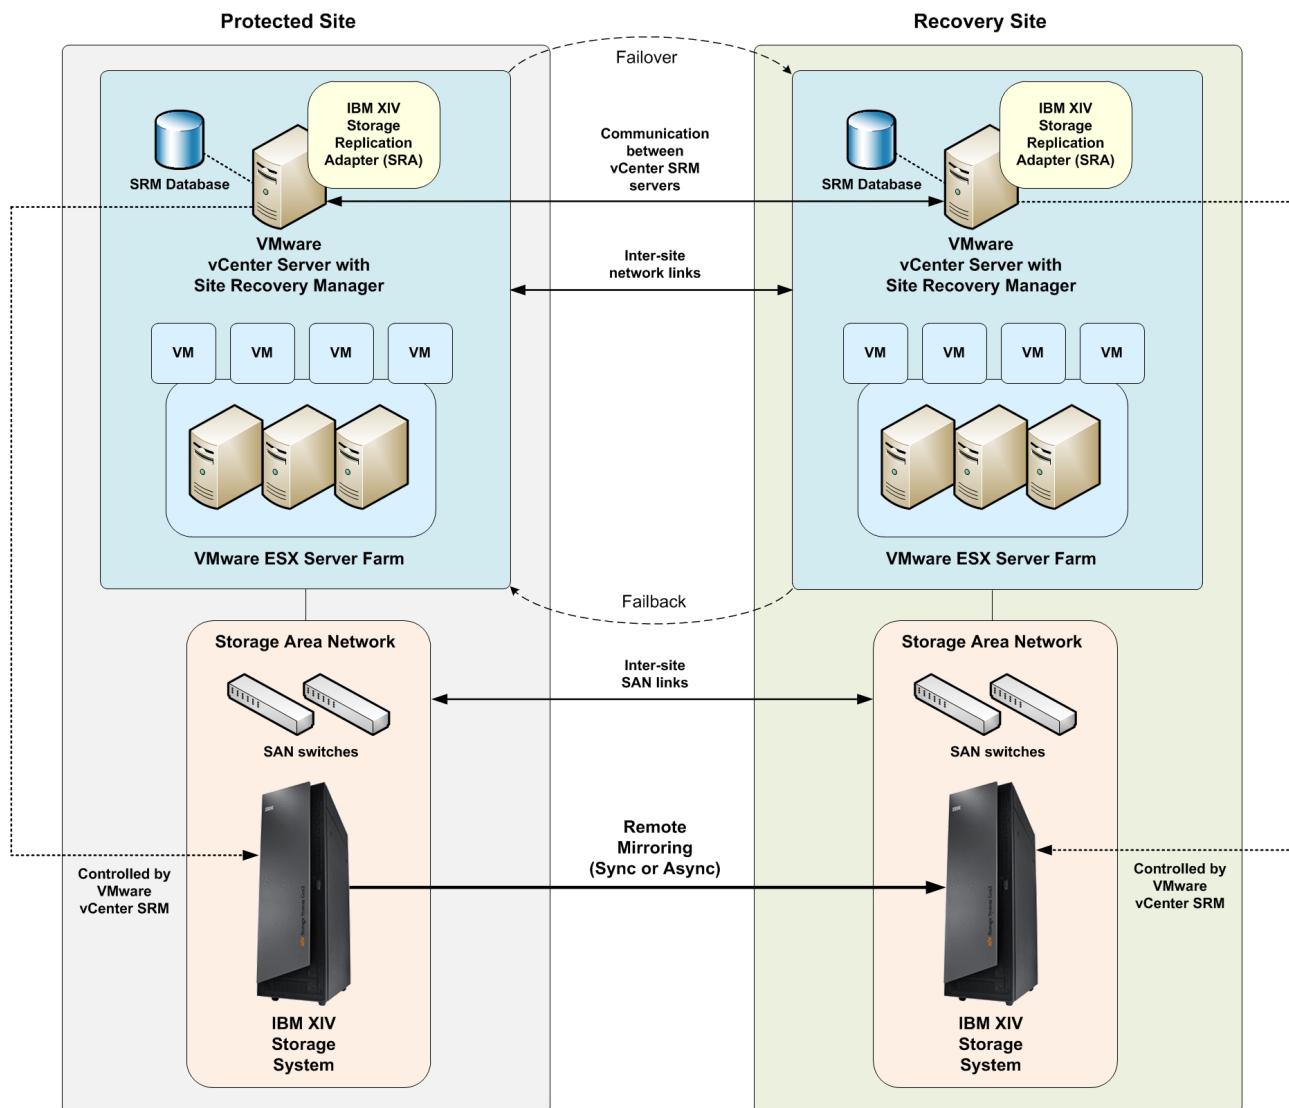 Protected Site
Recovery Site
Failover
IBM XIV
Storage
Replication
Adapter (SRA)
SRM Database
Communication
between
vCenter SRM
servers
IBM XIV
Storage
Replication
Adapter (SRA)
SRM Database
VMware
vCenter Server with
Site Recovery Manager
Inter-site
network links
VMware
vCenter Server with
Site Recovery Manager
VM
VM
VM
VM
VM
VM
VM
VM
VMware ESX Server Farm
VMware ESX Server Farm
Failback
Storage Area Network
Inter-site
SAN links
Storage Area Network
SAN switches
SAN switches
Remote
Mirroring
(Sync or Async)
Controlled by
VMware
vCenter SRM
Controlled by
VMware
vCenter SRM
IBM XIV
Storage
System
IBM XIV
Storage
System